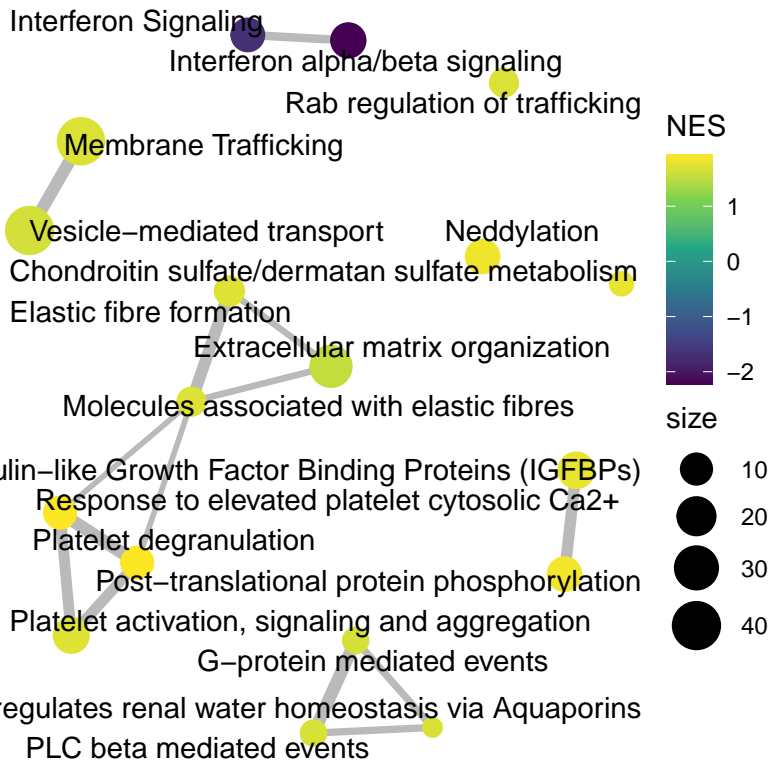 Interferon Signaling
Interferon alpha/beta signaling
Rab regulation of trafficking
Membrane Trafficking
Vesicle−mediated transport
Neddylation
Chondroitin sulfate/dermatan sulfate metabolism
Elastic fibre formation
Extracellular matrix organization
Molecules associated with elastic fibres
ulin−like Growth Factor Binding Proteins (IGFBPs)
Response to elevated platelet cytosolic Ca2+
Platelet degranulation
Post−translational protein phosphorylation
Platelet activation, signaling and aggregation
G−protein mediated events
regulates renal water homeostasis via Aquaporins
PLC beta mediated events
NES
1
0
−1
−2
size
10
20
30
40